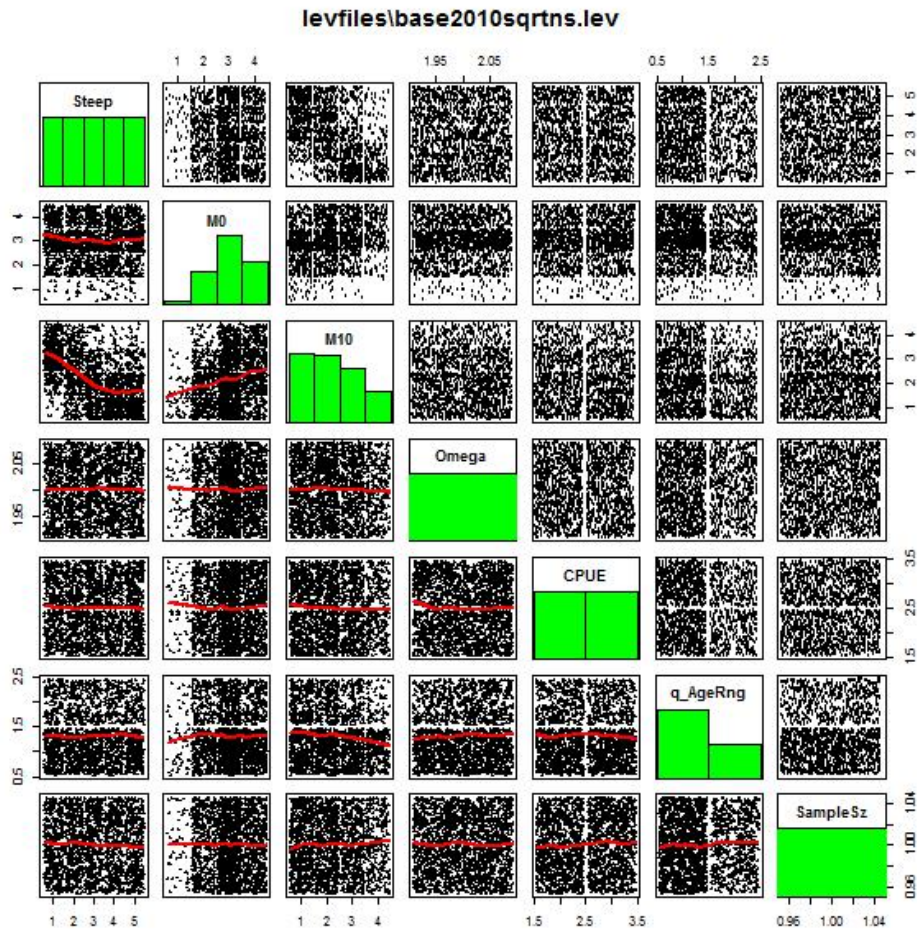 levfiles\base2010sqrtns.lev
1 2 3 4
1.95 2.05
0.5 1.5 2.5
Steep
1 2 3 4 5
M0
1 2 3 4
M10
1 2 3 4
Omega
1.95 2.05
CPUE
1.5 2.5 3.5
q_AgeRng
0.5 1.5 2.5
SampleSz
0.96 1.00 1.04
1 2 3 4 5
1 2 3 4
1.5 2.5 3.5
0.96 1.00 1.04